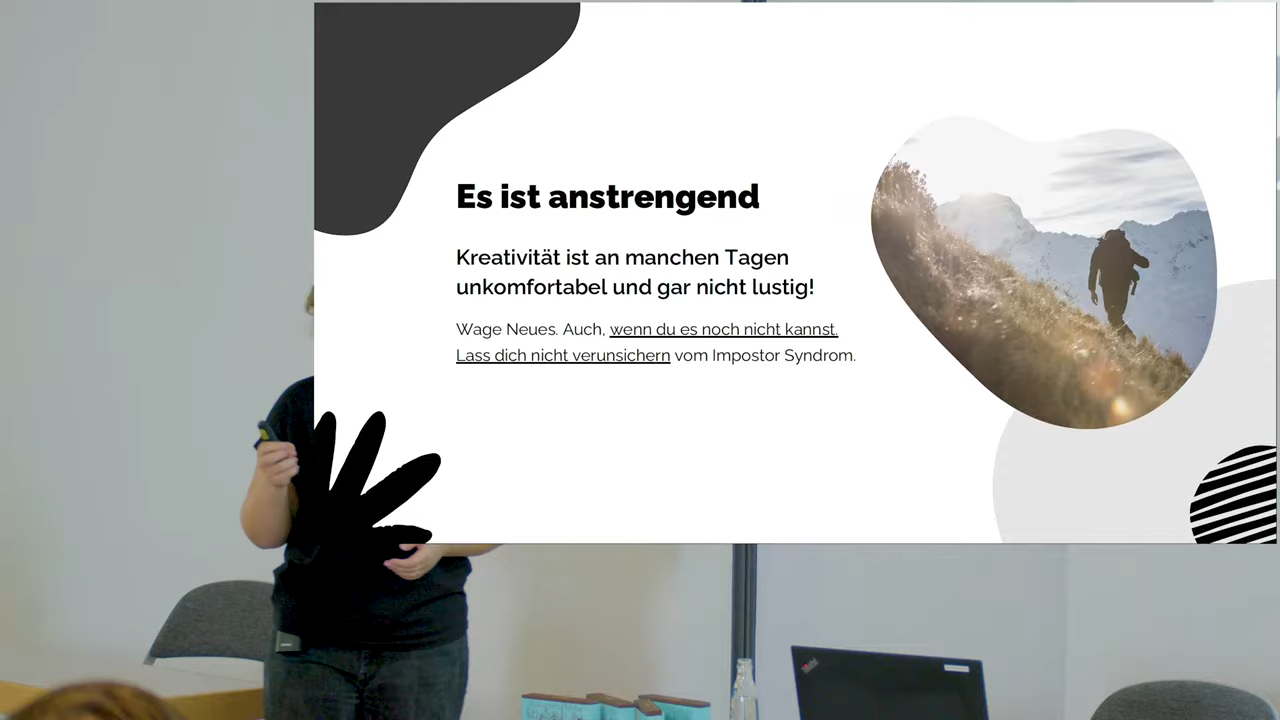 Es ist anstrengend
Kreativität ist an manchen Tagen
unkomfortabel und gar nicht lustig!
Wage Neues. Auch, wenn du es noch nicht kannst.
Lass dich nicht verunsichern vom Impostor Syndrom.